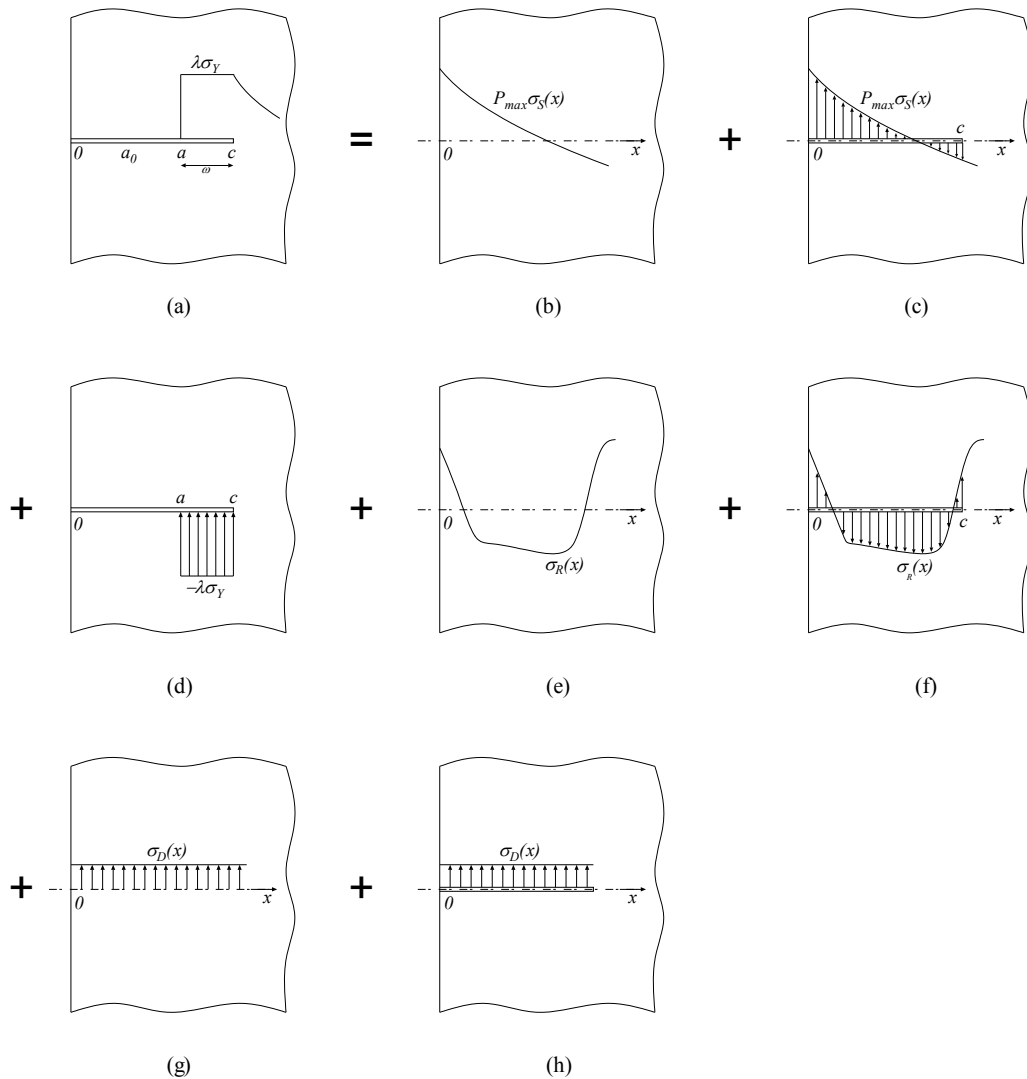 λσY
0
a0
a
c
ω
(a)
=
PmaxσS(x)
0
x
(b)
+
PmaxσS(x)
c
0
x
(c)
+
a
c
0
−λσY
(d)
+
0
x
σR(x)
(e)
+
0
c
x
σR(x)
(f)
+
σD(x)
0
x
(g)
+
σD(x)
0
x
(h)